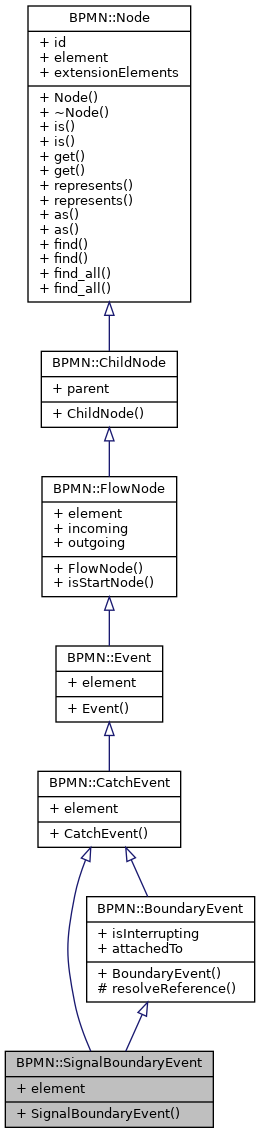 BPMN::Node
+ id
+ element
+ extensionElements
+ Node()
+ ~Node()
+ is()
+ is()
+ get()
+ get()
+ represents()
+ represents()
+ as()
+ as()
+ find()
+ find()
+ find_all()
+ find_all()
BPMN::ChildNode
+ parent
+ ChildNode()
BPMN::FlowNode
+ element
+ incoming
+ outgoing
+ FlowNode()
+ isStartNode()
BPMN::Event
+ element
+ Event()
BPMN::CatchEvent
+ element
+ CatchEvent()
BPMN::BoundaryEvent
+ isInterrupting
+ attachedTo
+ BoundaryEvent()
# resolveReference()
BPMN::SignalBoundaryEvent
+ element
+ SignalBoundaryEvent()